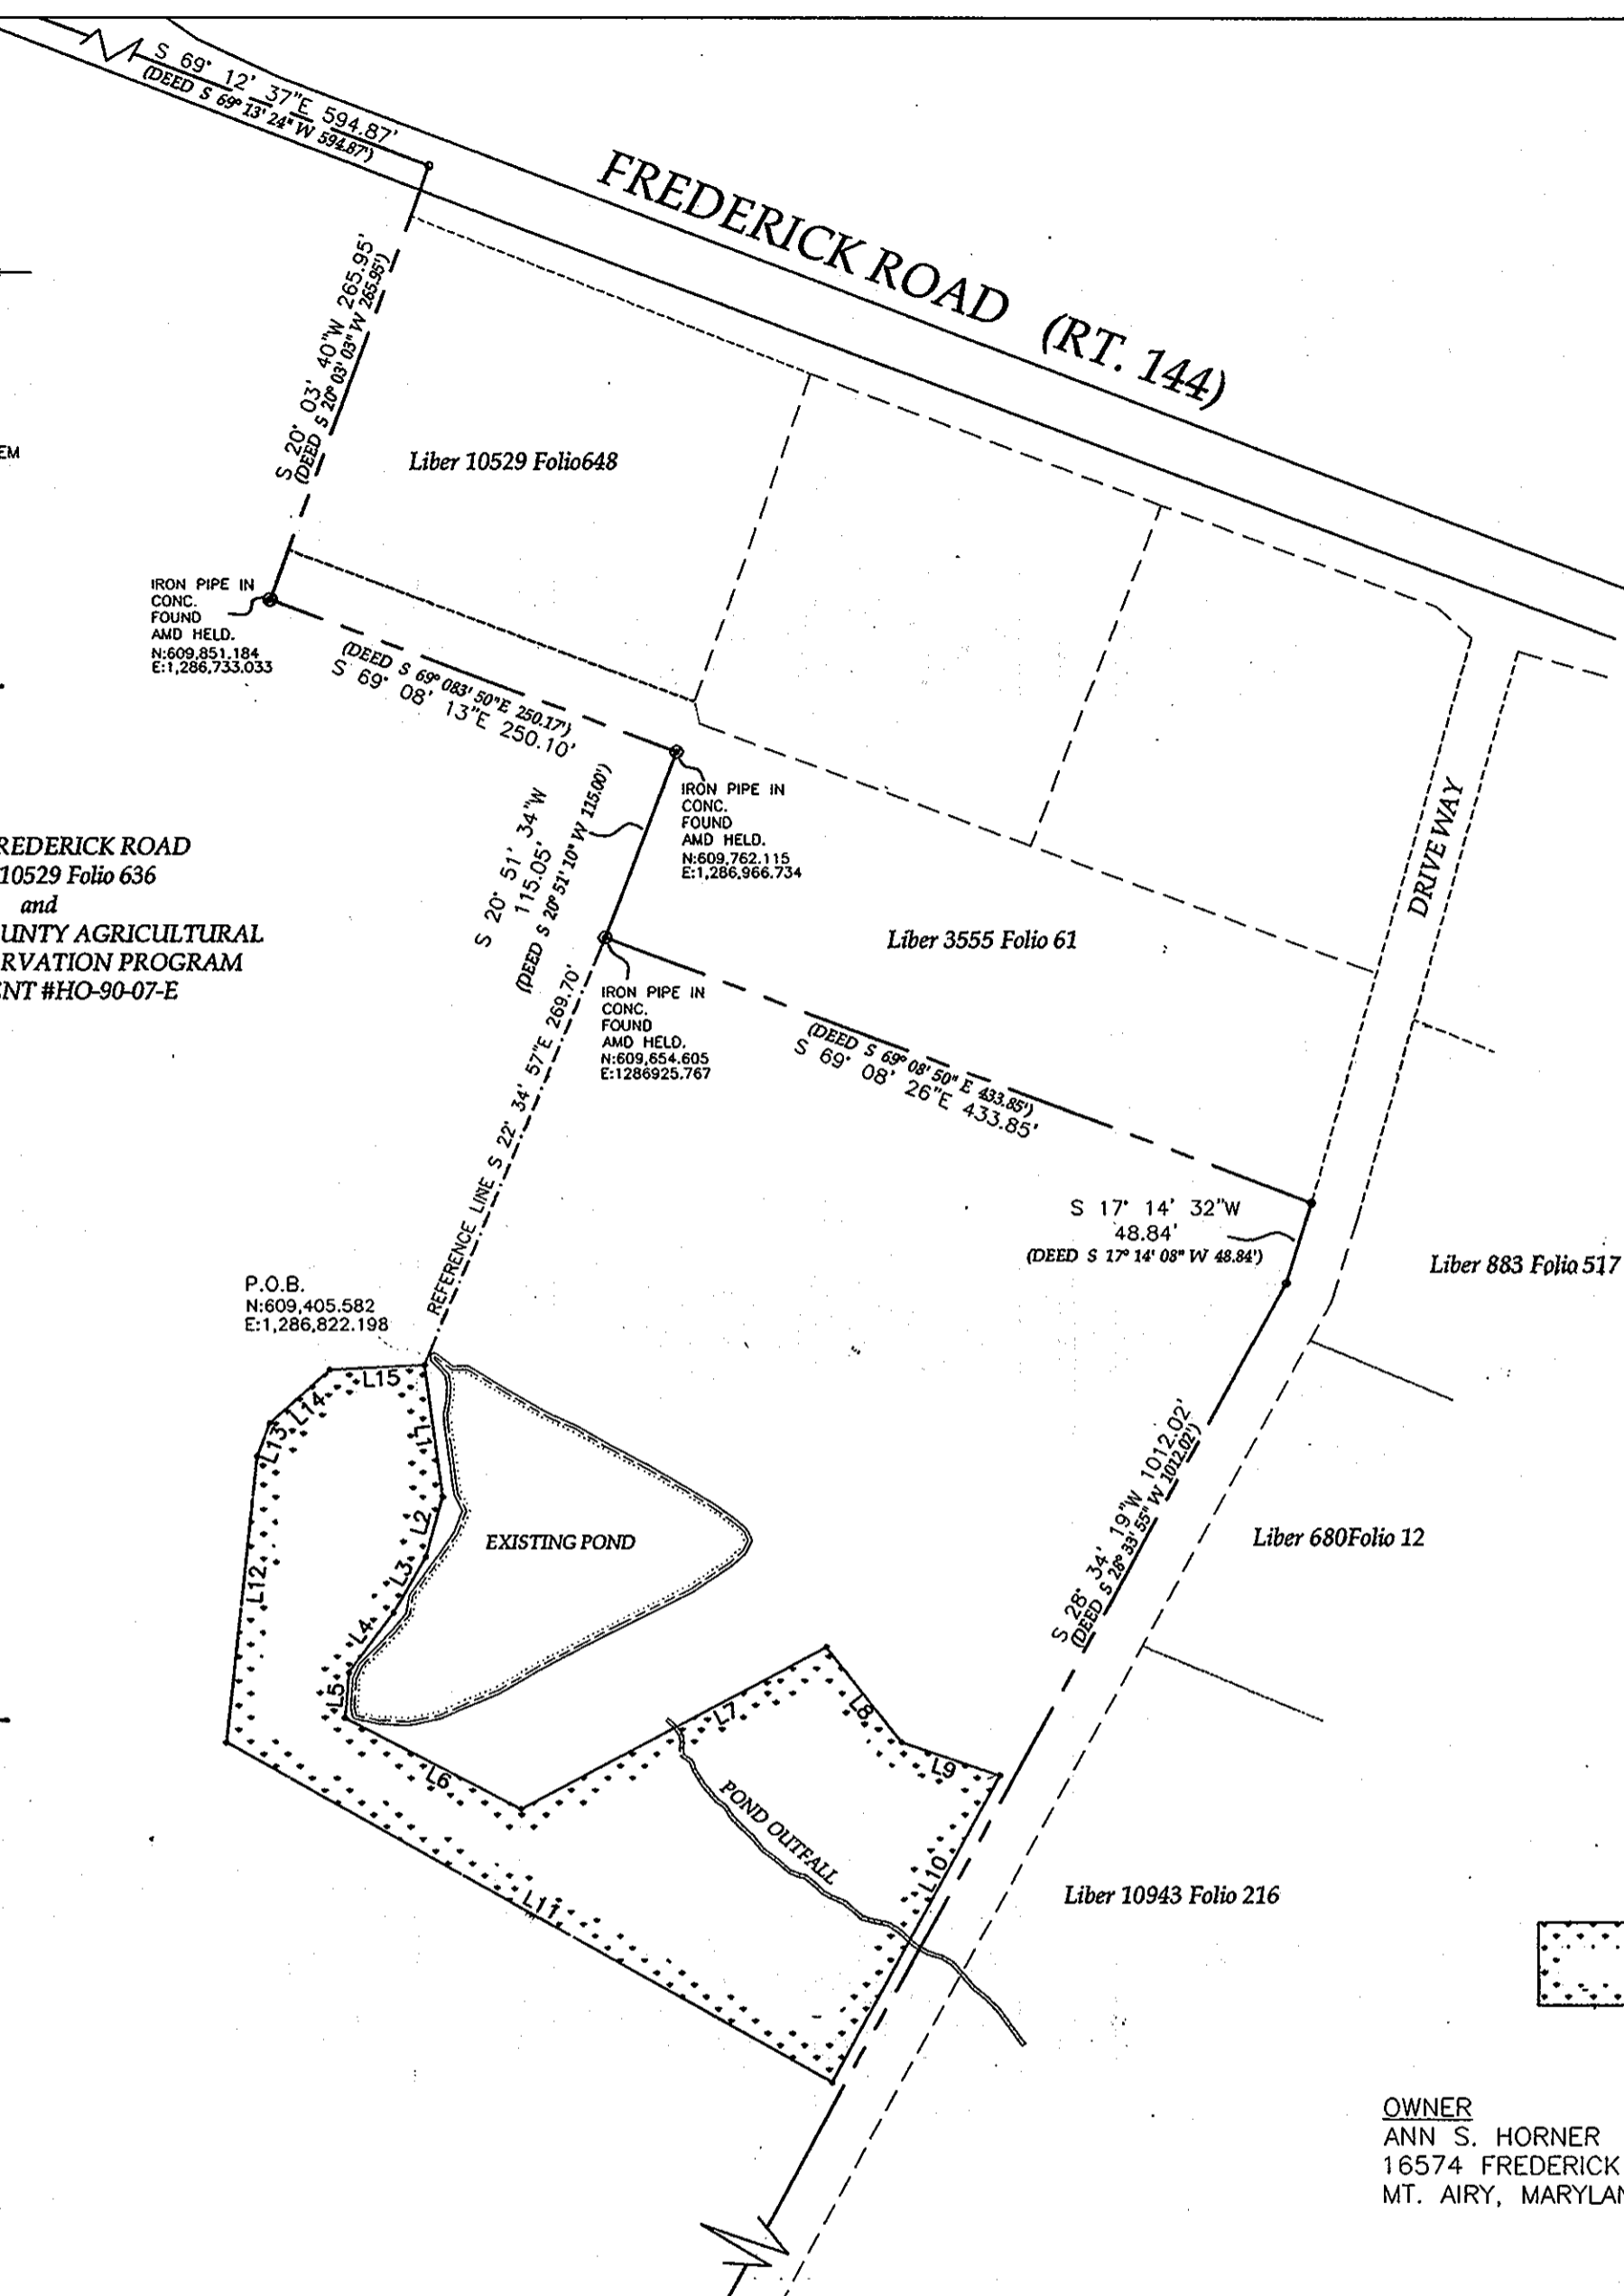 S 69° 12' 37"E 594.87'
(DEED S 69° 13' 24" W 594.87')
FREDERICK ROAD (RT. 144)
S 20° 03' 40"W 265.95'
(DEED S 20° 03' 03" W 265.95')
EM
Liber 10529 Folio648
IRON PIPE IN
CONC.
FOUND
AMD HELD.
N:609,851.184
E:1,286,733.033
(DEED S 69° 083' 50"E 250.17')
S 69° 08' 13"E 250.10'
IRON PIPE IN
CONC.
FOUND
AMD HELD.
N:609,762.115
E:1,286,966.734
S 20° 51' 34"W
115.05'
(DEED S 20° 51' 10" W 115.00')
DRIVE WAY
REDERICK ROAD
10529 Folio 636
and
UNTY AGRICULTURAL
RVATION PROGRAM
ENT #HO-90-07-E
Liber 3555 Folio 61
IRON PIPE IN
CONC.
FOUND
AMD HELD.
N:609,654.605
E:1286925.767
(DEED S 69° 08' 50" E 433.85')
S 69° 08' 26"E 433.85'
REFERENCE LINE S 22° 34' 57"E 269.70'
S 17° 14' 32"W
48.84'
(DEED S 17° 14' 08" W 48.84')
Liber 883 Folio 517
P.O.B.
N:609,405.582
E:1,286,822.198
L15
L14
L13
L1
L2
L3
L4
L5
L12
EXISTING POND
S 28° 34' 19"W 1012.02'
(DEED S 28° 33' 55" W 1012.02')
Liber 680Folio 12
L6
L7
L8
L9
POND OUTFALL
L10
L11
Liber 10943 Folio 216
OWNER
ANN S. HORNER
16574 FREDERICK
MT. AIRY, MARYLAN